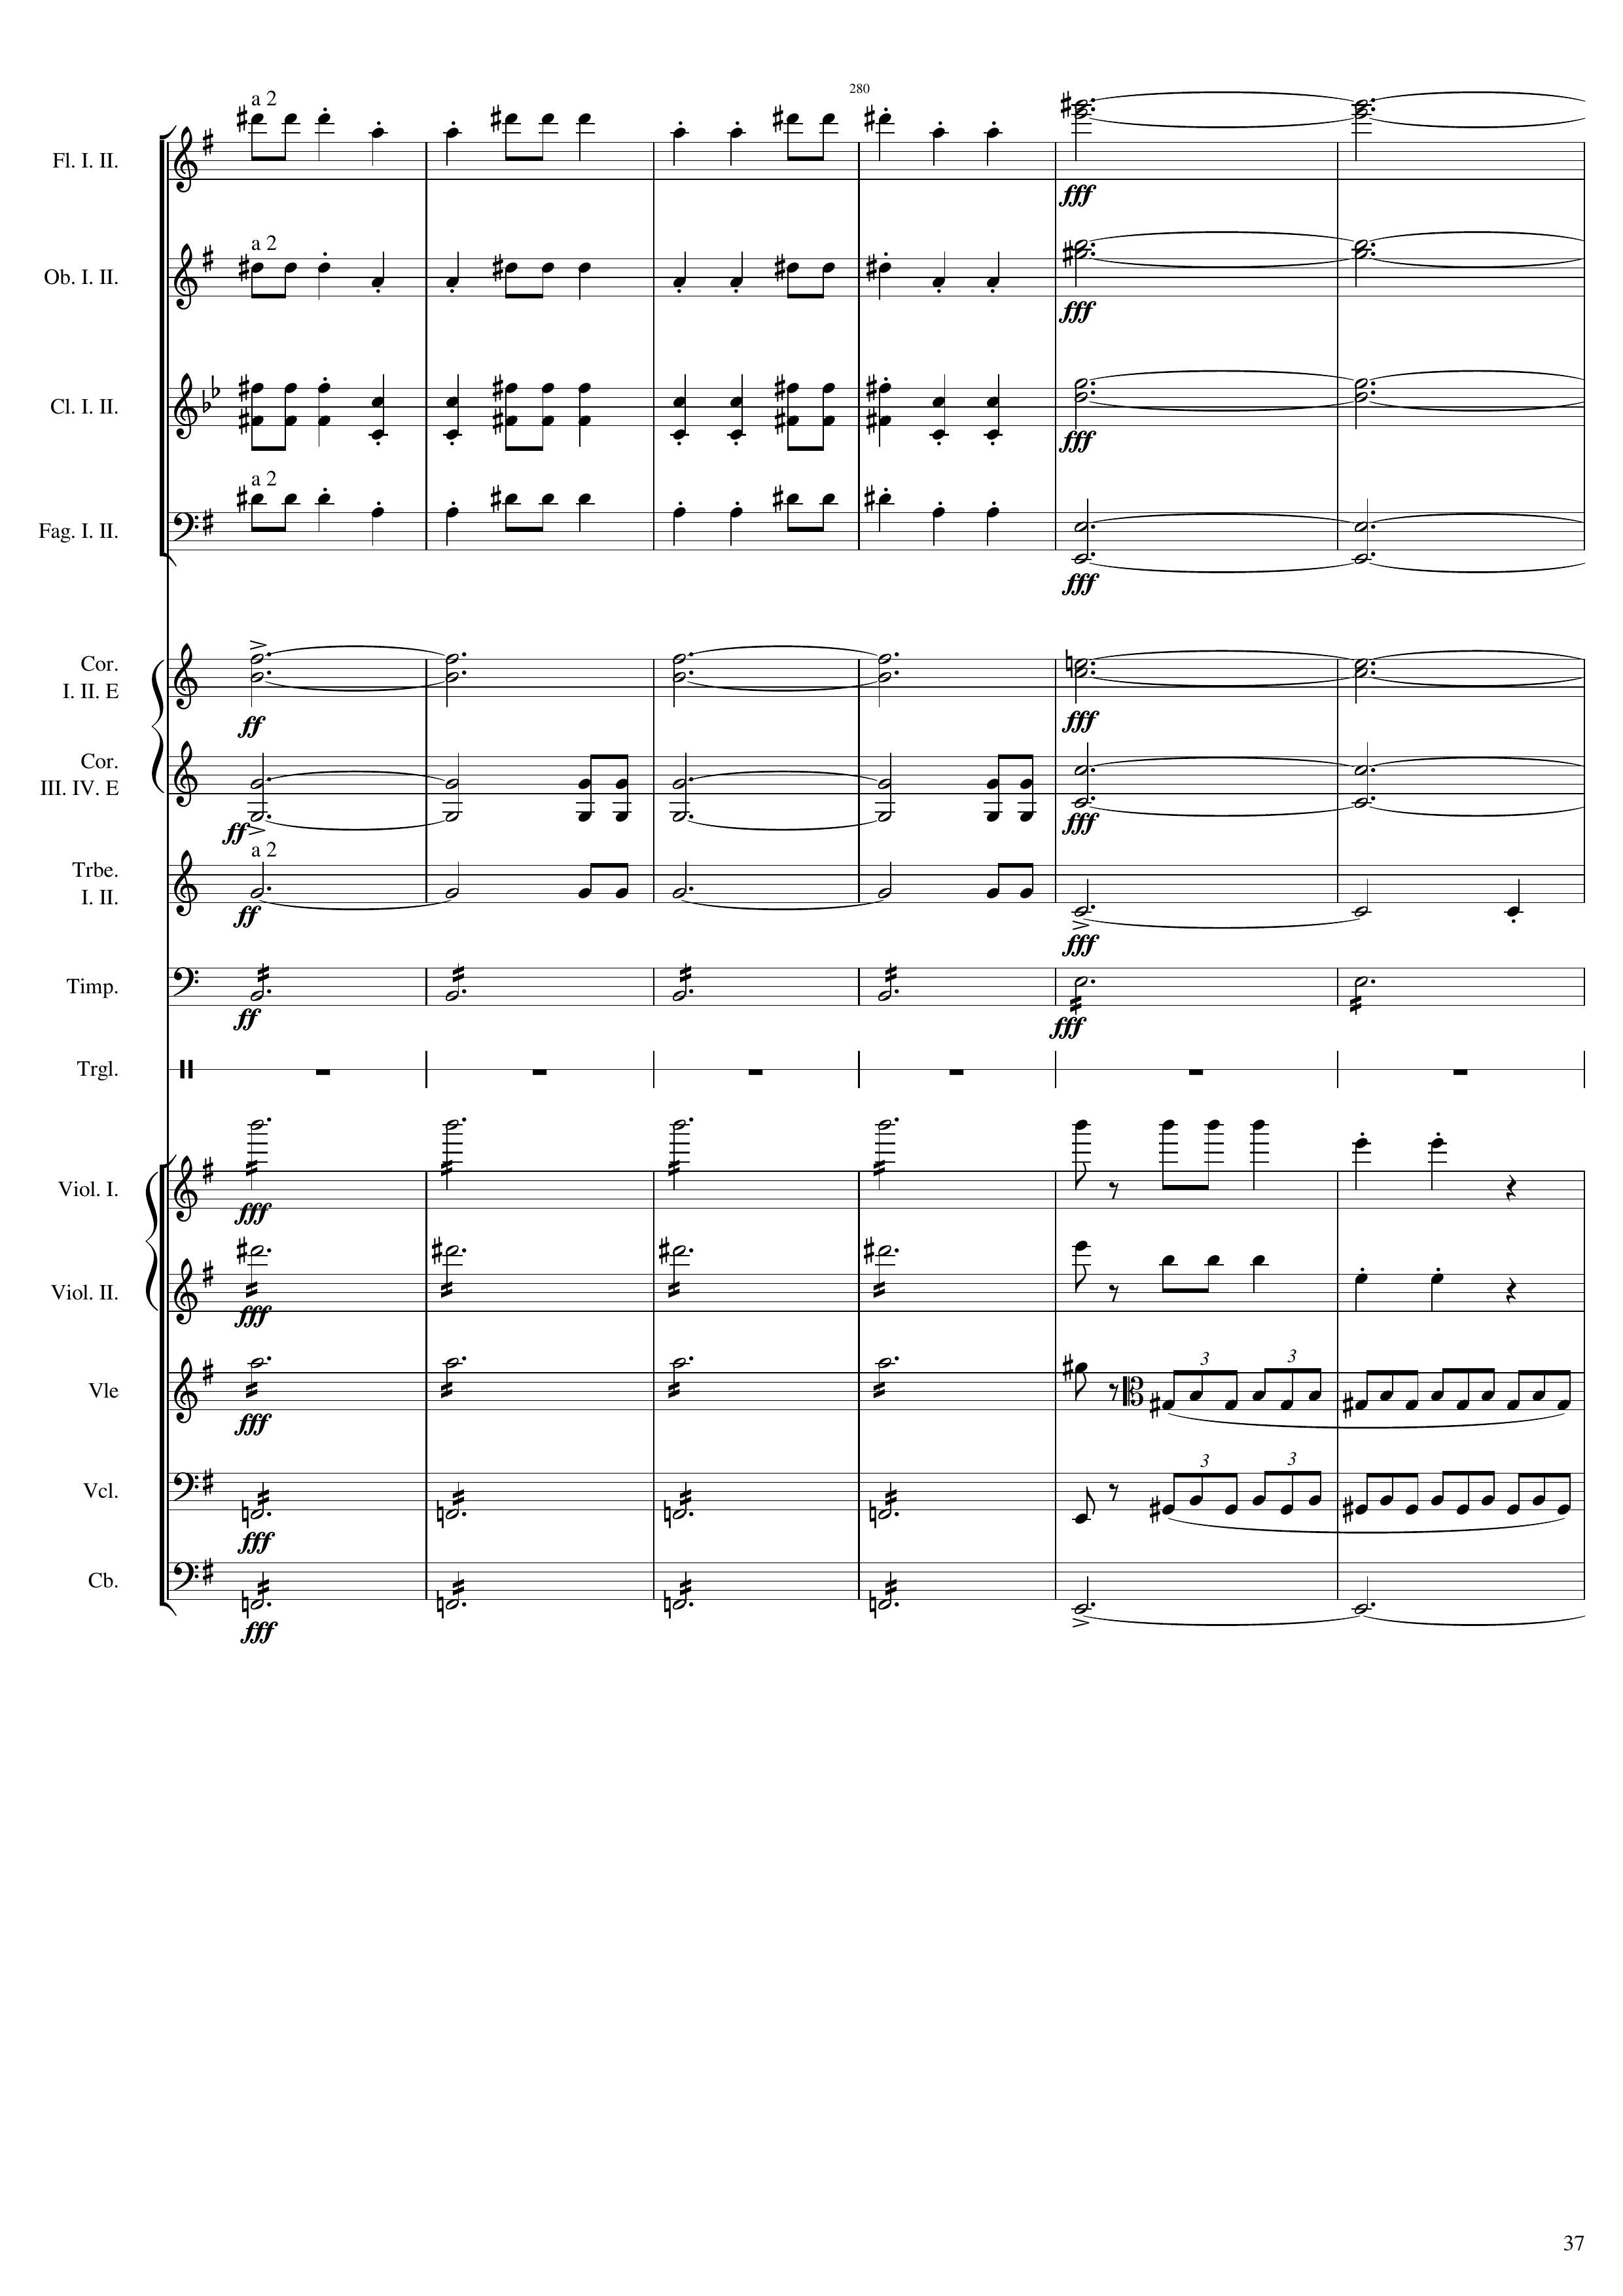 280
a 2
Fl. I. II.
fff
a 2
Ob. I. II.
fff
Cl. I. II.
fff
a 2
Fag. I. II.
fff
Cor.
I. II. E
ff
fff
Cor.
III. IV. E
ff
fff
a 2
Trbe.
I. II.
ff
fff
Timp.
ff
fff
Trgl.
Viol. I.
fff
Viol. II.
fff
3 3
Vle
fff
3 3
Vcl.
fff
Cb.
fff
37